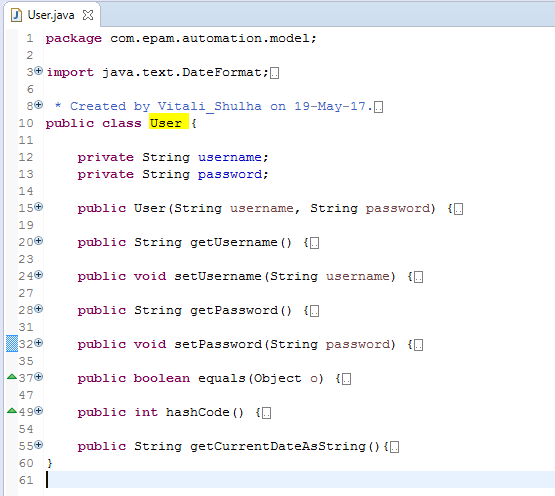 User.java
1 package com.epam.automation.model;
2
3 import java.text.DateFormat;
6
8 * Created by Vitali_Shulha on 19-May-17.
10 public class User {
11
12 private String username;
13 private String password;
14
15 public User(String username, String password) {
19
20 public String getUsername() {
23
24 public void setUsername(String username) {
27
28 public String getPassword() {
31
32 public void setPassword(String password) {
35
37 public boolean equals(Object o) {
47
49 public int hashCode() {
54
55 public String getCurrentDateAsString(){
60 }
61